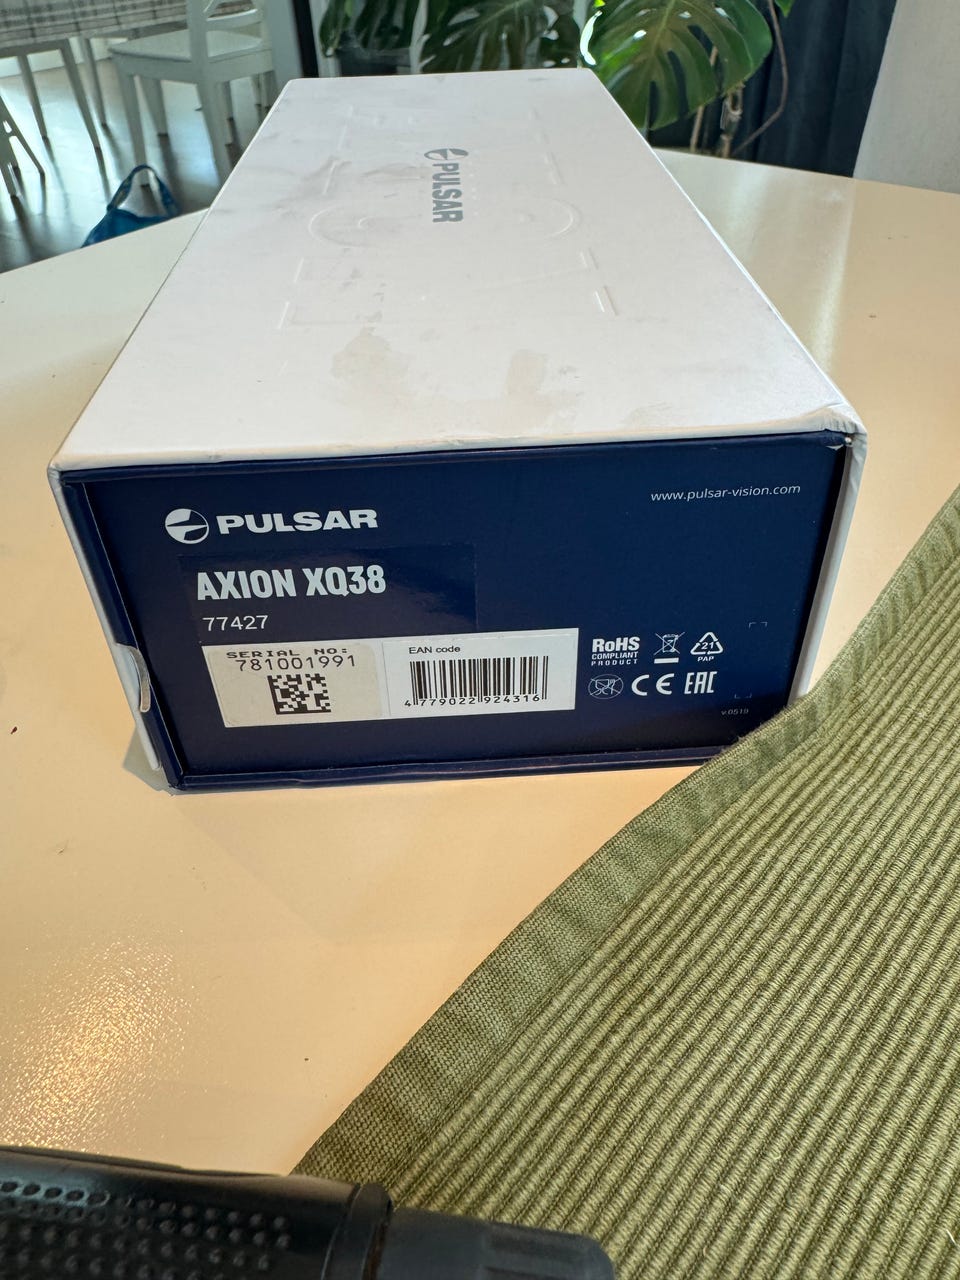 PULSAR
PULSAR
www.pulsar-vision.com
AXION XQ38
77427
SERIAL NO:
781001991
EAN code
4 779022 924316
RoHS
COMPLIANT
PRODUCT
21
PAP
CE
EAC
v.0519